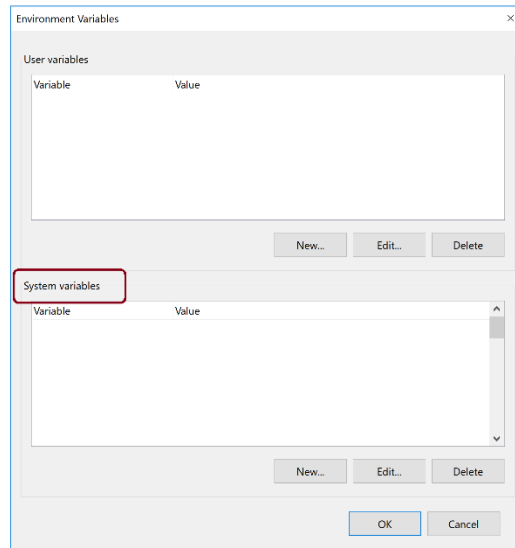 Environment Variables
User variables
Variable Value
New... Edit... Delete
System variables
Variable Value
New... Edit... Delete
OK Cancel